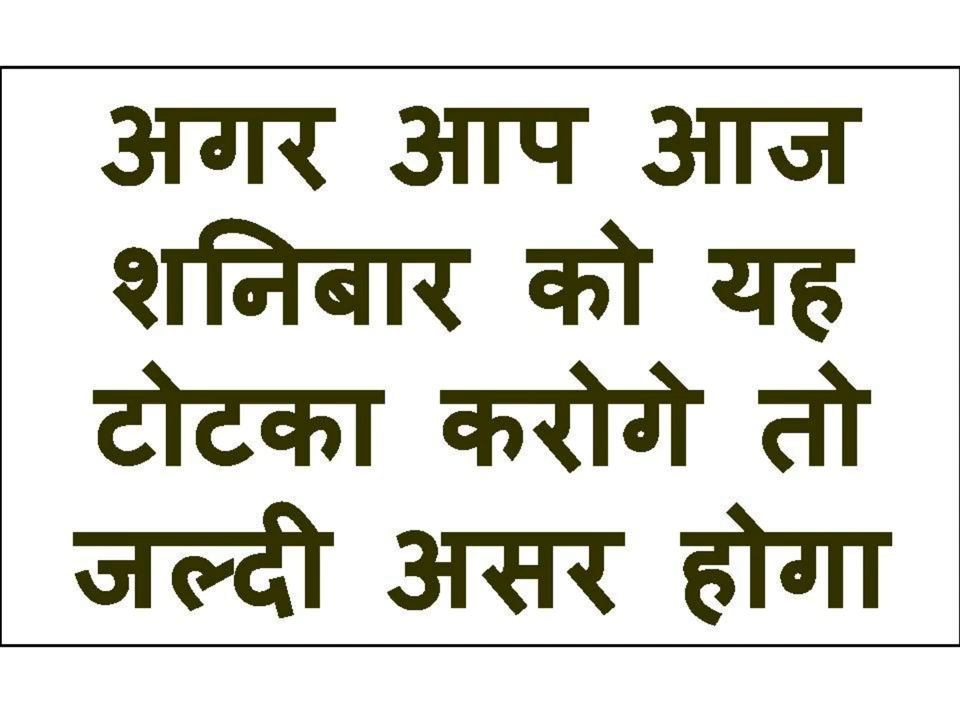 अगर आप आज
शनिबार को यह
टोटका करोगे तो
जल्दी असर होगा